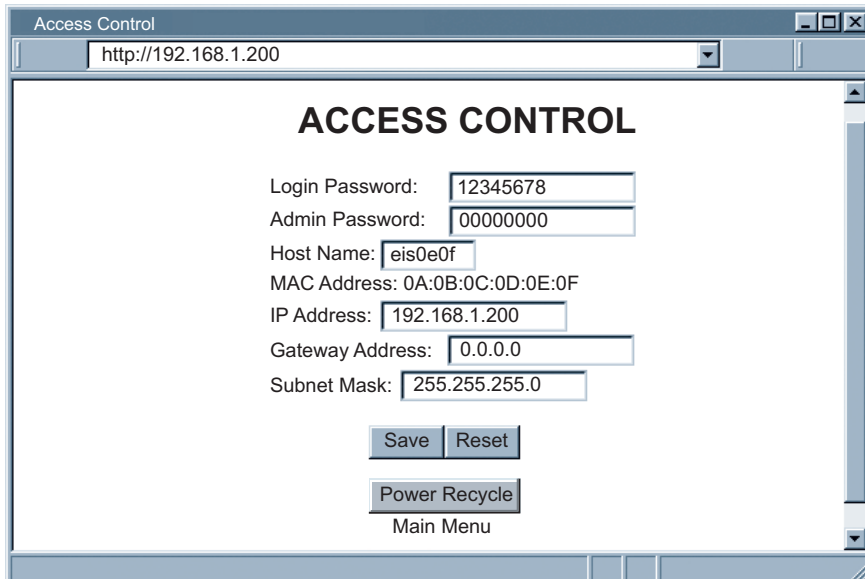 Access Control
http://192.168.1.200
ACCESS CONTROL
Login Password: 12345678
Admin Password: 00000000
Host Name: eis0e0f
MAC Address: 0A:0B:0C:0D:0E:0F
IP Address: 192.168.1.200
Gateway Address: 0.0.0.0
Subnet Mask: 255.255.255.0
Save Reset
Power Recycle
Main Menu